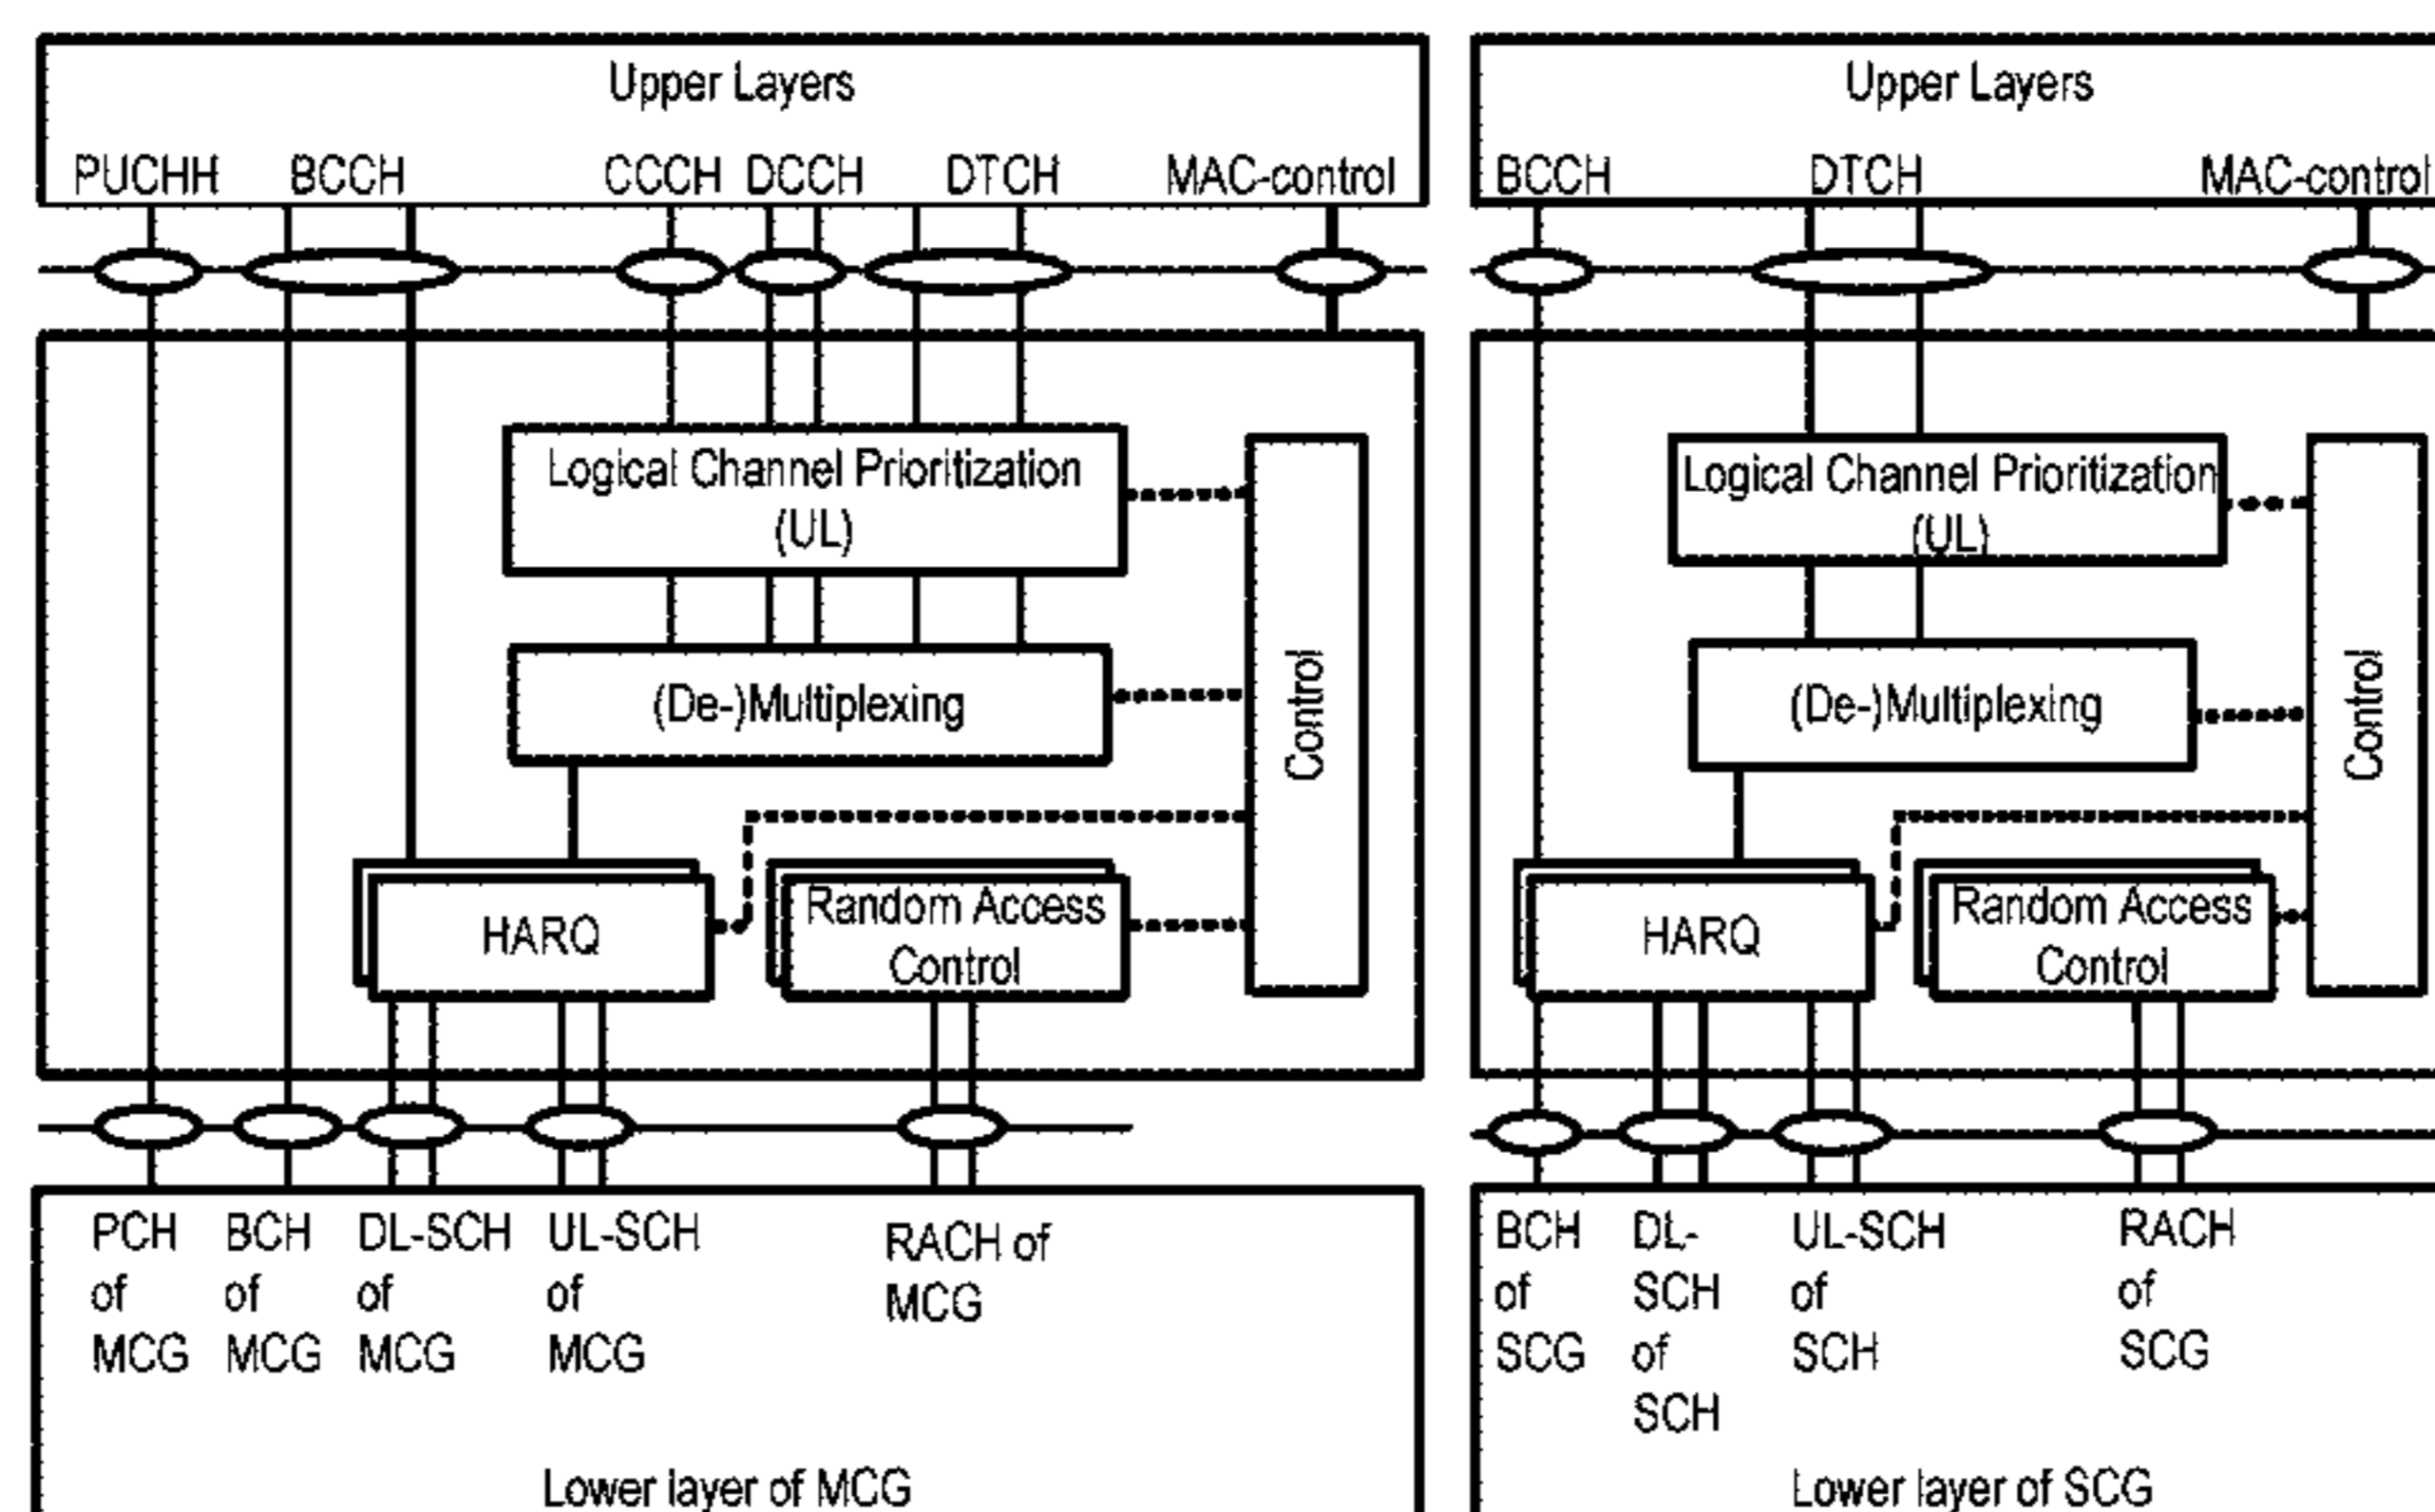 Upper Layers
PUCHH BCCH CCCH DCCH DTCH MAC-control
Logical Channel Prioritization
(UL)
(De-)Multiplexing
Control
HARQ
Random Access
Control
PCH
of
MCG
BCH
of
MCG
DL-SCH
of
MCG
UL-SCH
of
MCG
RACH of
MCG
Lower layer of MCG
Upper Layers
BCCH DTCH MAC-control
Logical Channel Prioritization
(UL)
(De-)Multiplexing
Control
HARQ
Random Access
Control
BCH
of
SCG
DL-
SCH
of
SCH
UL-SCH
of
SCH
RACH
of
SCG
Lower layer of SCG